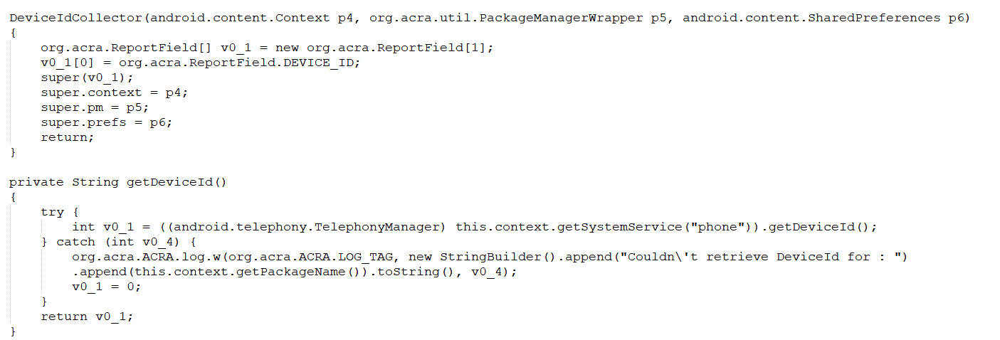 DeviceIdCollector(android.content.Context p4, org.acra.util.PackageManagerWrapper p5, android.content.SharedPreferences p6)
{
    org.acra.ReportField[] v0_1 = new org.acra.ReportField[1];
    v0_1[0] = org.acra.ReportField.DEVICE_ID;
    super(v0_1);
    super.context = p4;
    super.pm = p5;
    super.prefs = p6;
    return;
}

private String getDeviceId()
{
    try {
        int v0_1 = ((android.telephony.TelephonyManager) this.context.getSystemService("phone")).getDeviceId();
    } catch (int v0_4) {
        org.acra.ACRA.log.w(org.acra.ACRA.LOG_TAG, new StringBuilder().append("Couldn\'t retrieve DeviceId for : ")
        .append(this.context.getPackageName()).toString(), v0_4);
        v0_1 = 0;
    }
    return v0_1;
}